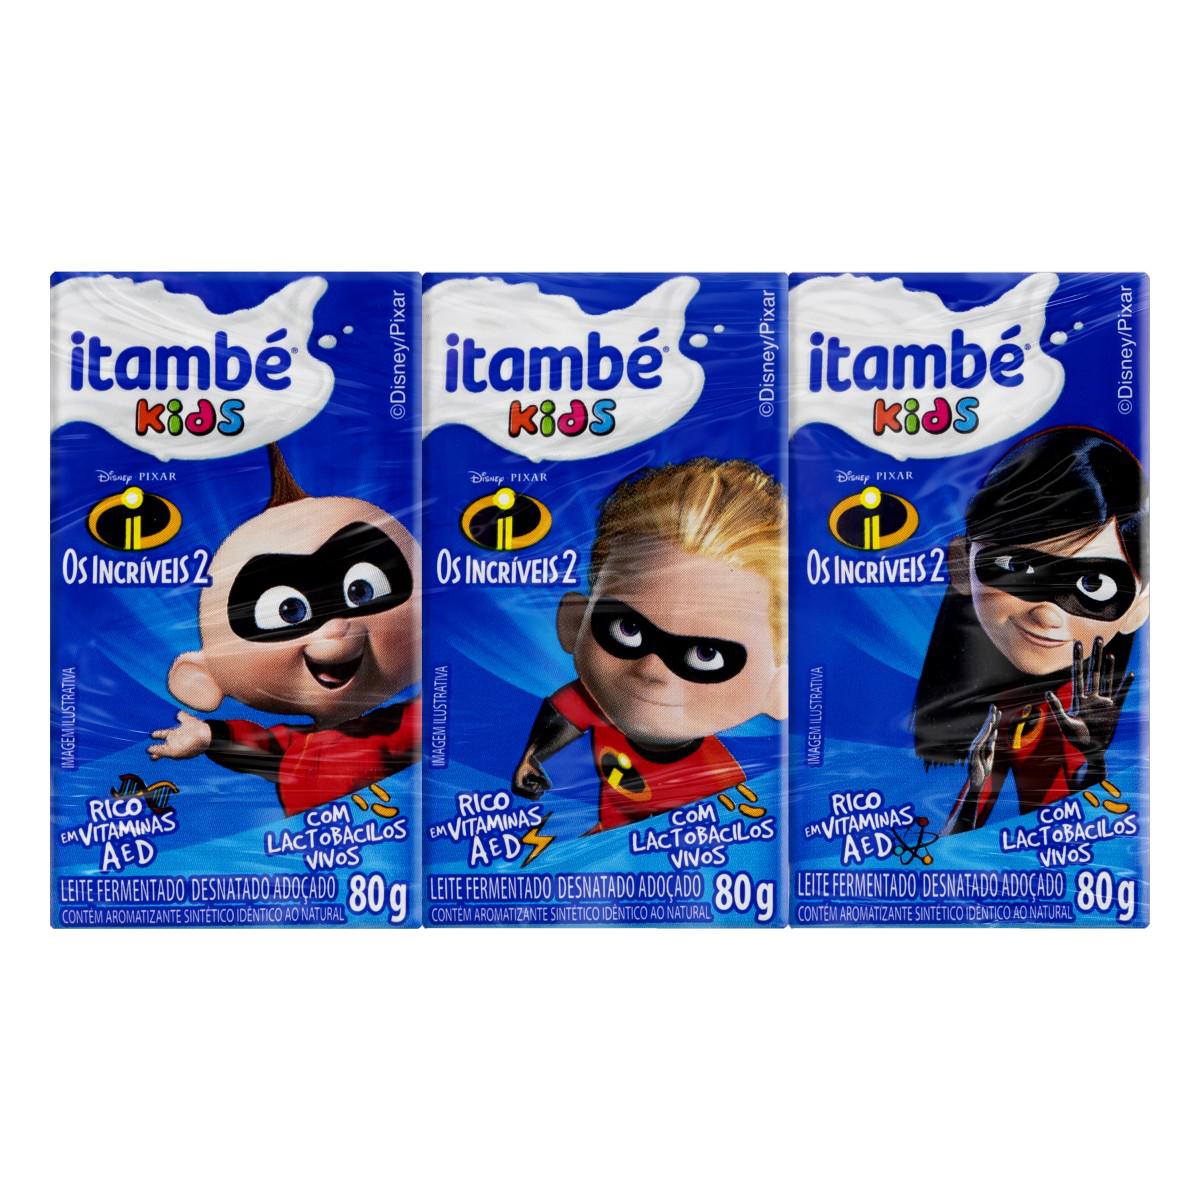 itambé
kids
©Disney/Pixar
Disney · PIXAR
OS INCRÍVEIS 2
IMAGEM ILUSTRATIVA
RICO
EM VITAMINAS
A E D
COM
LACTOBACILOS
VIVOS
LEITE FERMENTADO DESNATADO ADOÇADO 80g
CONTÉM AROMATIZANTE SINTÉTICO IDÊNTICO AO NATURAL
itambé
kids
©Disney/Pixar
Disney · PIXAR
OS INCRÍVEIS 2
IMAGEM ILUSTRATIVA
RICO
EM VITAMINAS
A E D
COM
LACTOBACILOS
VIVOS
LEITE FERMENTADO DESNATADO ADOÇADO 80g
CONTÉM AROMATIZANTE SINTÉTICO IDÊNTICO AO NATURAL
itambé
kids
©Disney/Pixar
Disney PIXAR
OS INCRÍVEIS 2
IMAGEM ILUSTRATIVA
RICO
EM VITAMINAS
A E D
COM
LACTOBACILOS
VIVOS
LEITE FERMENTADO DESNATADO ADOÇADO 80g
CONTÉM AROMATIZANTE SINTÉTICO IDÊNTICO AO NATURAL